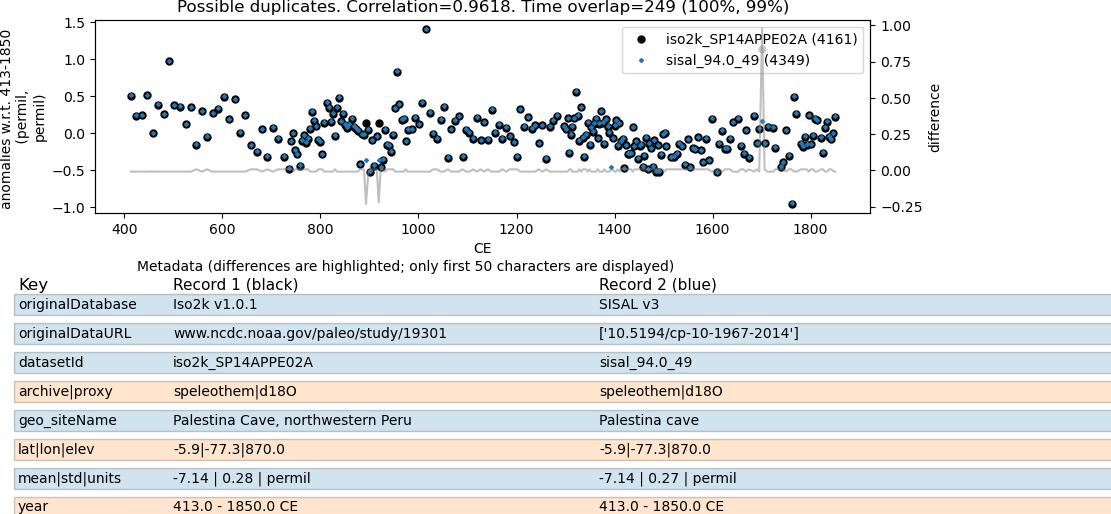 Possible duplicates. Correlation=0.9618. Time overlap=249 (100%, 99%)
anomalies w.r.t. 413-1850
(permil,
permil)
1.5
1.0
0.5
0.0
−0.5
−1.0
iso2k_SP14APPE02A (4161)
sisal_94.0_49 (4349)
1.00
0.75
0.50
0.25
0.00
−0.25
difference
400 600 800 1000 1200 1400 1600 1800
CE
Metadata (differences are highlighted; only first 50 characters are displayed)
Key Record 1 (black) Record 2 (blue)
originalDatabase Iso2k v1.0.1 SISAL v3
originalDataURL www.ncdc.noaa.gov/paleo/study/19301 ['10.5194/cp-10-1967-2014']
datasetId iso2k_SP14APPE02A sisal_94.0_49
archive|proxy speleothem|d18O speleothem|d18O
geo_siteName Palestina Cave, northwestern Peru Palestina cave
lat|lon|elev -5.9|-77.3|870.0 -5.9|-77.3|870.0
mean|std|units -7.14 | 0.28 | permil -7.14 | 0.27 | permil
year 413.0 - 1850.0 CE 413.0 - 1850.0 CE